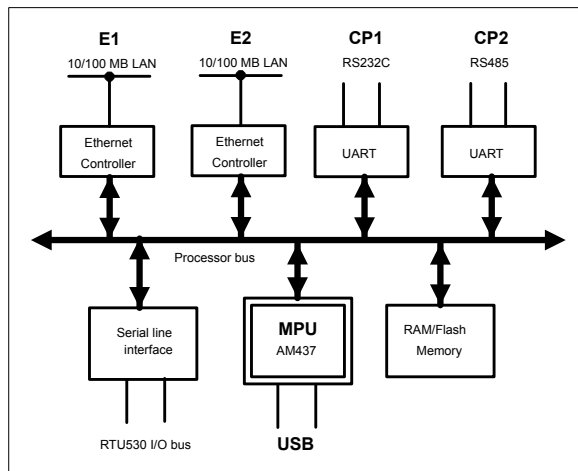 E1
E2
CP1
CP2
10/100 MB LAN
10/100 MB LAN
RS232C
RS485
Ethernet
Controller
Ethernet
Controller
UART
UART
Processor bus
Serial line
interface
MPU
AM437
RAM/Flash
Memory
RTU530 I/O bus
USB